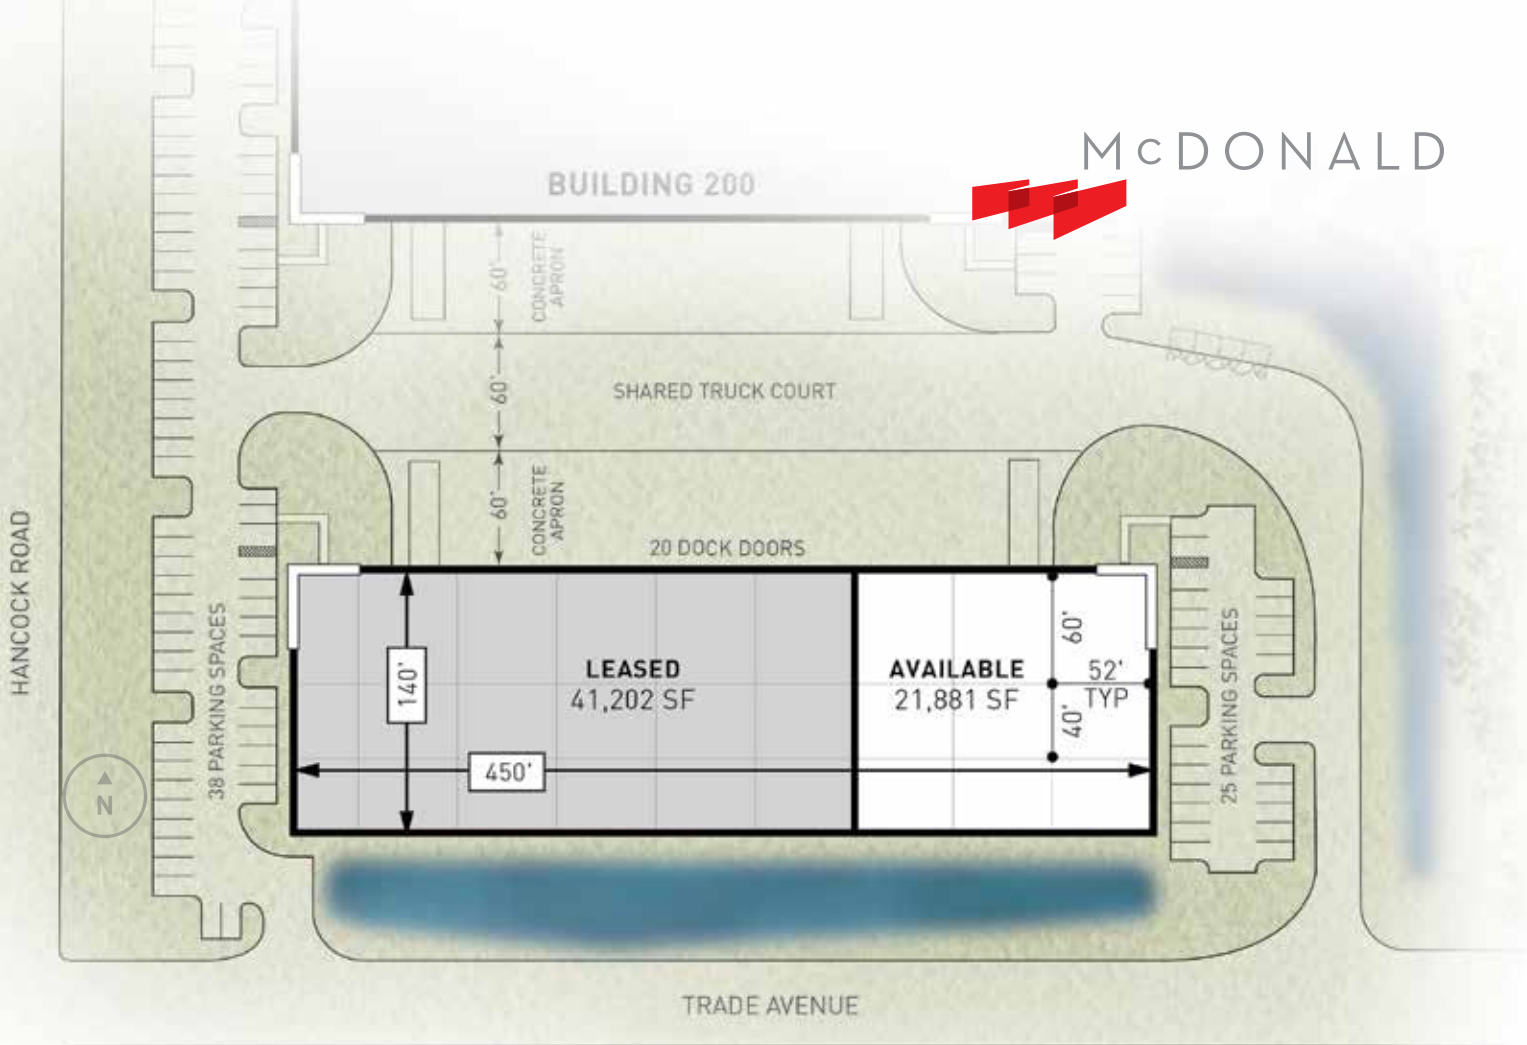 McDONALD
BUILDING 200
60'
CONCRETE
APRON
60'
SHARED TRUCK COURT
60'
CONCRETE
APRON
20 DOCK DOORS
HANCOCK ROAD
38 PARKING SPACES
140'
LEASED
41,202 SF
AVAILABLE
21,881 SF
60'
52'
TYP
40'
450'
25 PARKING SPACES
N
TRADE AVENUE